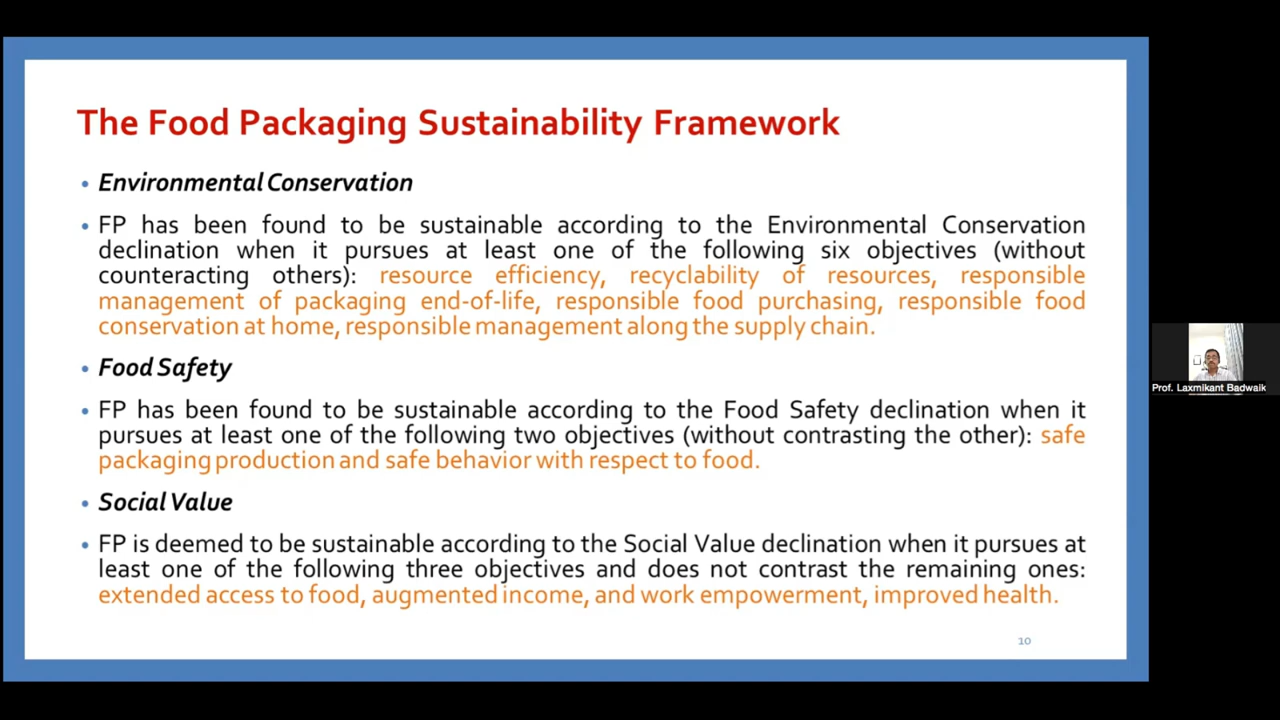 The Food Packaging Sustainability Framework
• Environmental Conservation
• FP has been found to be sustainable according to the Environmental Conservation
declination when it pursues at least one of the following six objectives (without
counteracting others): resource efficiency, recyclability of resources, responsible
management of packaging end-of-life, responsible food purchasing, responsible food
conservation at home, responsible management along the supply chain.
• Food Safety
• FP has been found to be sustainable according to the Food Safety declination when it
pursues at least one of the following two objectives (without contrasting the other): safe
packaging production and safe behavior with respect to food.
• Social Value
• FP is deemed to be sustainable according to the Social Value declination when it pursues at
least one of the following three objectives and does not contrast the remaining ones:
extended access to food, augmented income, and work empowerment, improved health.
10
Prof. Laxmikant Badwaik